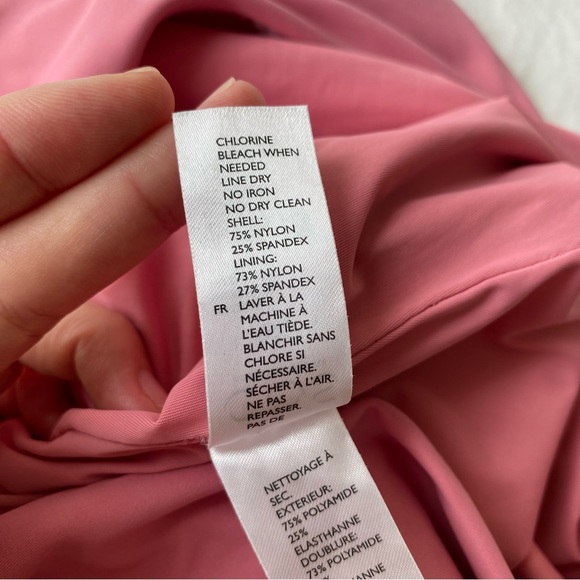 CHLORINE
BLEACH WHEN
NEEDED
LINE DRY
NO IRON
NO DRY CLEAN
SHELL:
75% NYLON
25% SPANDEX
LINING:
73% NYLON
27% SPANDEX
FR LAVER À LA
MACHINE À
L'EAU TIÈDE.
BLANCHIR SANS
CHLORE SI
NÉCESSAIRE.
SÉCHER À L'AIR.
NE PAS
REPASSER.
PAS DE
NETTOYAGE À
SEC.
EXTERIEUR:
75% POLYAMIDE
25%
ELASTHANNE
DOUBLURE:
73% POLYAMIDE